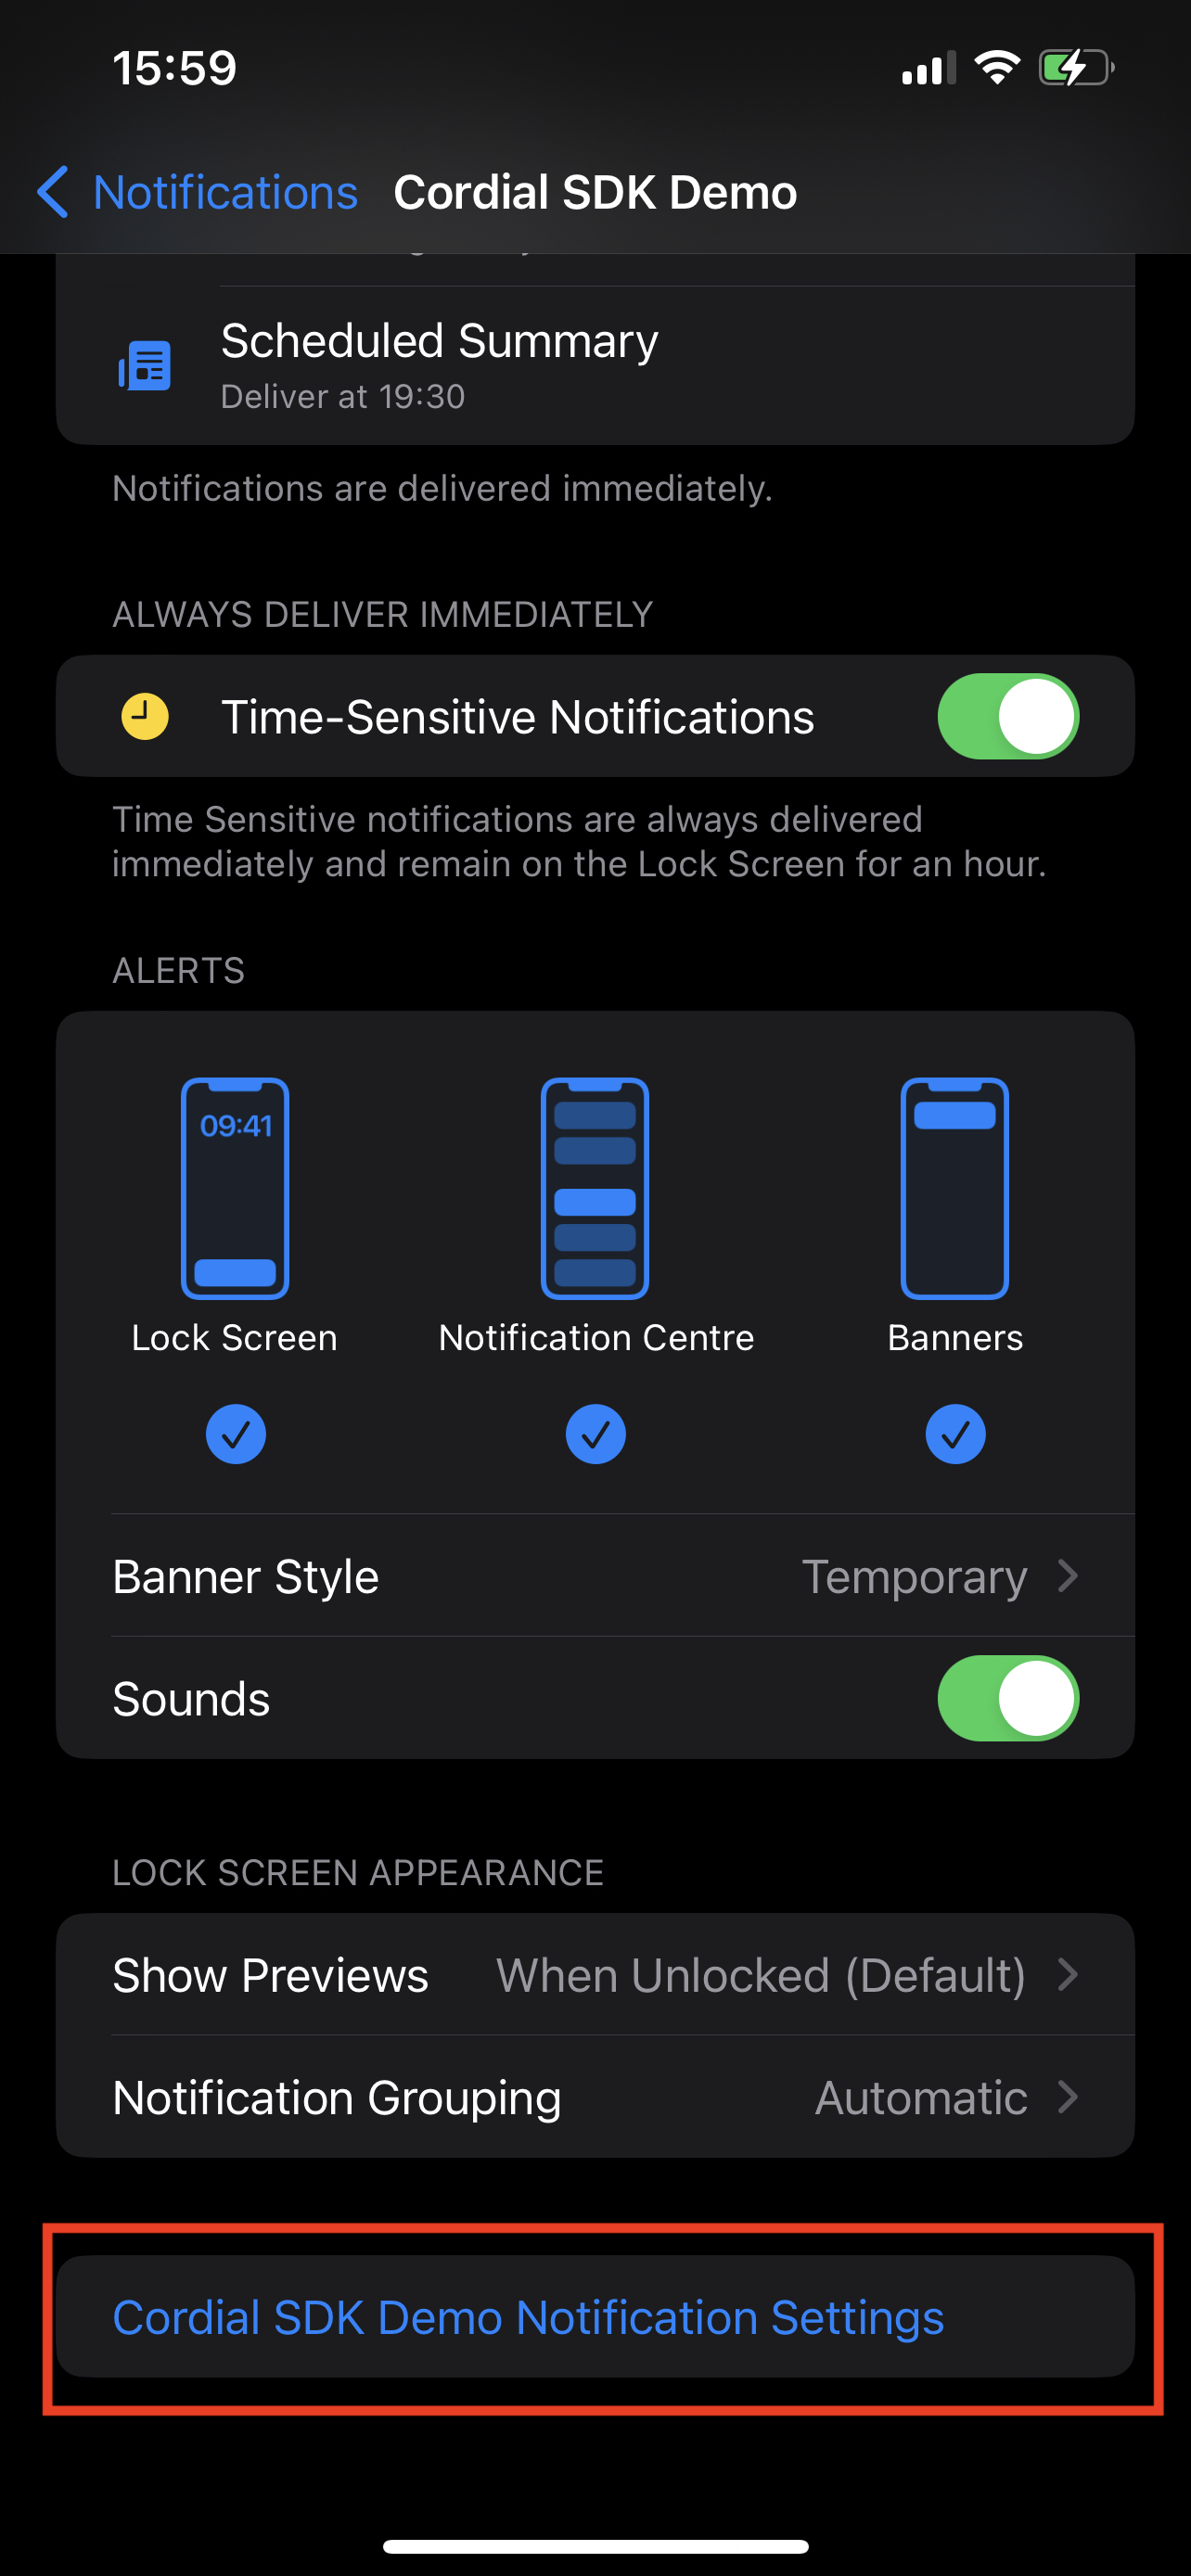 15:59
Notifications Cordial SDK Demo
Scheduled Summary
Deliver at 19:30
Notifications are delivered immediately.
ALWAYS DELIVER IMMEDIATELY
Time-Sensitive Notifications
Time Sensitive notifications are always delivered
immediately and remain on the Lock Screen for an hour.
ALERTS
09:41
Lock Screen Notification Centre Banners
Banner Style Temporary
Sounds
LOCK SCREEN APPEARANCE
Show Previews When Unlocked (Default)
Notification Grouping Automatic
Cordial SDK Demo Notification Settings